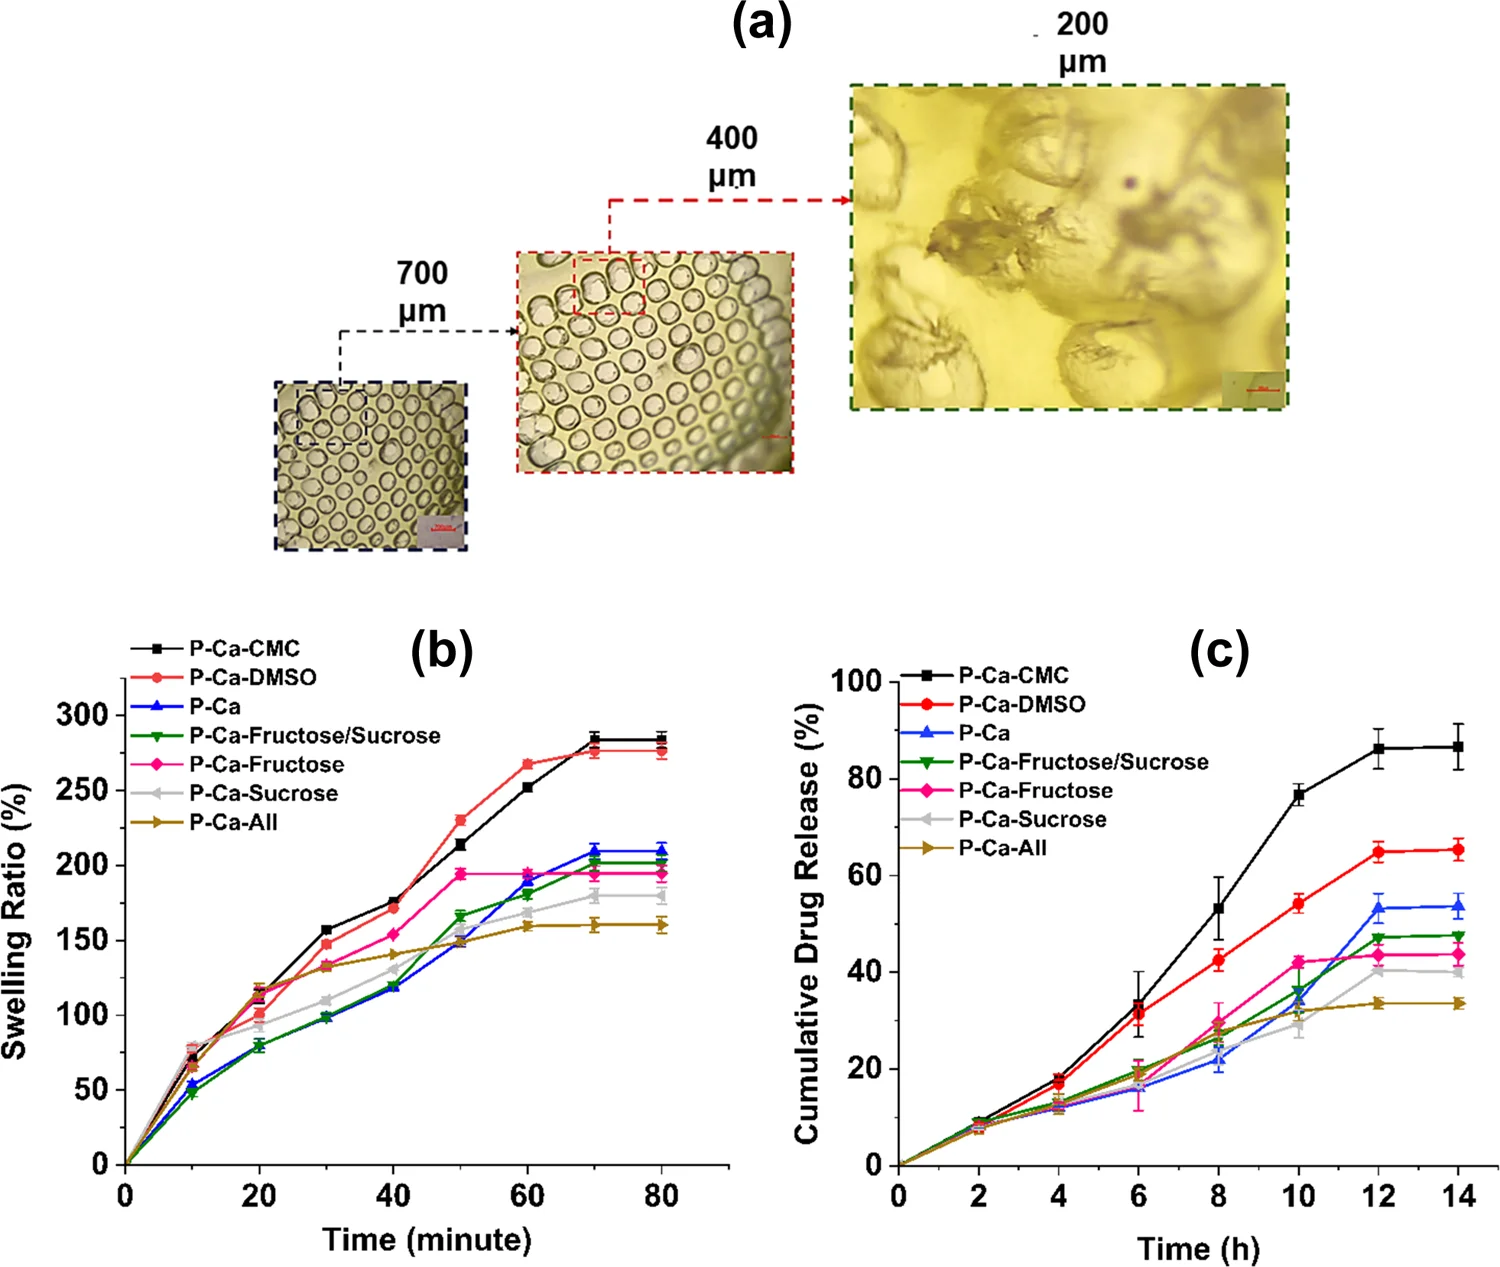 (a)
200
µm
400
µm
700
µm
(b)
P-Ca-CMC
P-Ca-DMSO
P-Ca
P-Ca-Fructose/Sucrose
P-Ca-Fructose
P-Ca-Sucrose
P-Ca-All
Swelling Ratio (%)
300
250
200
150
100
50
0
0 20 40 60 80
Time (minute)
(c)
P-Ca-CMC
P-Ca-DMSO
P-Ca
P-Ca-Fructose/Sucrose
P-Ca-Fructose
P-Ca-Sucrose
P-Ca-All
Cumulative Drug Release (%)
100
80
60
40
20
0
0 2 4 6 8 10 12 14
Time (h)